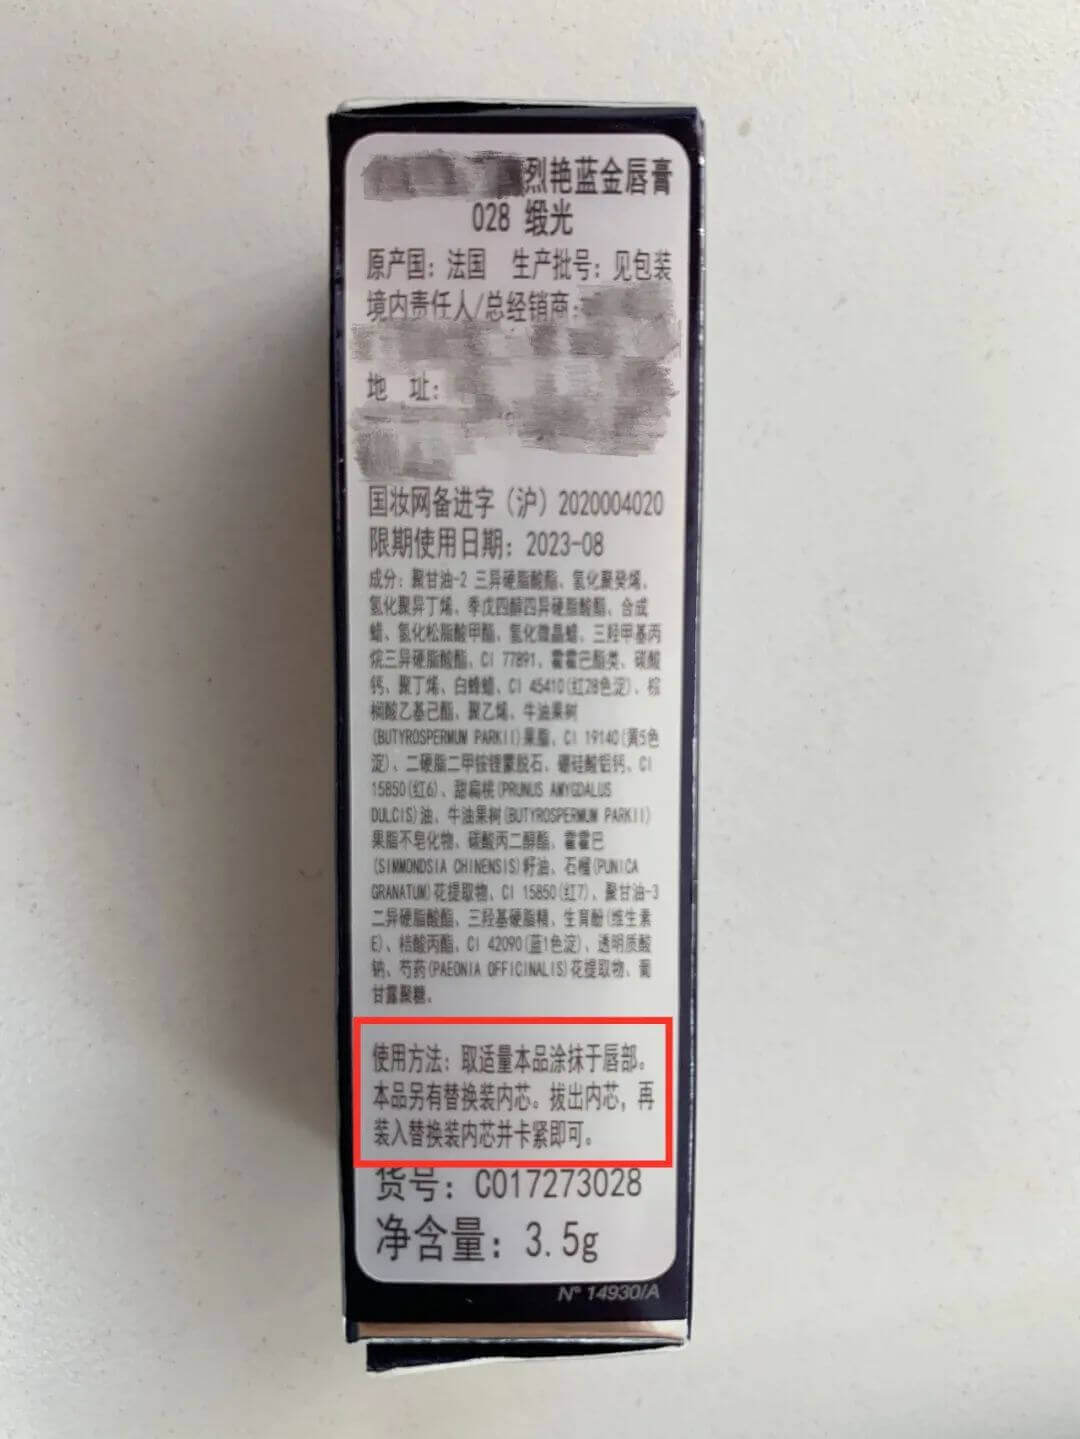 烈艳蓝金唇膏
028 缎光
原产国：法国 生产批号：见包装
境内责任人/总经销商：
地 址：
国妆网备进字（沪）2020004020
限期使用日期：2023-08
成分：聚甘油-2 三异硬脂酸酯、氢化聚癸烯、
氢化聚异丁烯、季戊四醇四异硬脂酸酯、合成
蜡、氢化松脂酸甲酯、氢化微晶蜡、三羟甲基丙
烷三异硬脂酸酯、CI 77891、霍霍巴酯类、碳酸
钙、聚丁烯、白蜂蜡、CI 45410(红28色淀)、棕
榈酸乙基己酯、聚乙烯、牛油果树
(BUTYROSPERMUM PARKII)果脂、CI 19140(黄5色
淀)、二硬脂二甲铵锂蒙脱石、硼硅酸铝钙、CI
15850(红6)、甜扁桃(PRUNUS AMYGDALUS
DULCIS)油、牛油果树(BUTYROSPERMUM PARKII)
果脂不皂化物、碳酸丙二醇酯、霍霍巴
(SIMMONDSIA CHINENSIS)籽油、石榴(PUNICA
GRANATUM)花提取物、CI 15850(红7)、聚甘油-3
二异硬脂酸酯、三羟基硬脂精、生育酚(维生素
E)、桔酸丙酯、CI 42090(蓝1色淀)、透明质酸
钠、芍药(PAEONIA OFFICINALIS)花提取物、葡
甘露聚糖、
使用方法：取适量本品涂抹于唇部。
本品另有替换装内芯。拔出内芯，再
装入替换装内芯并卡紧即可。
货号：C017273028
净含量：3.5g
N° 14930/A